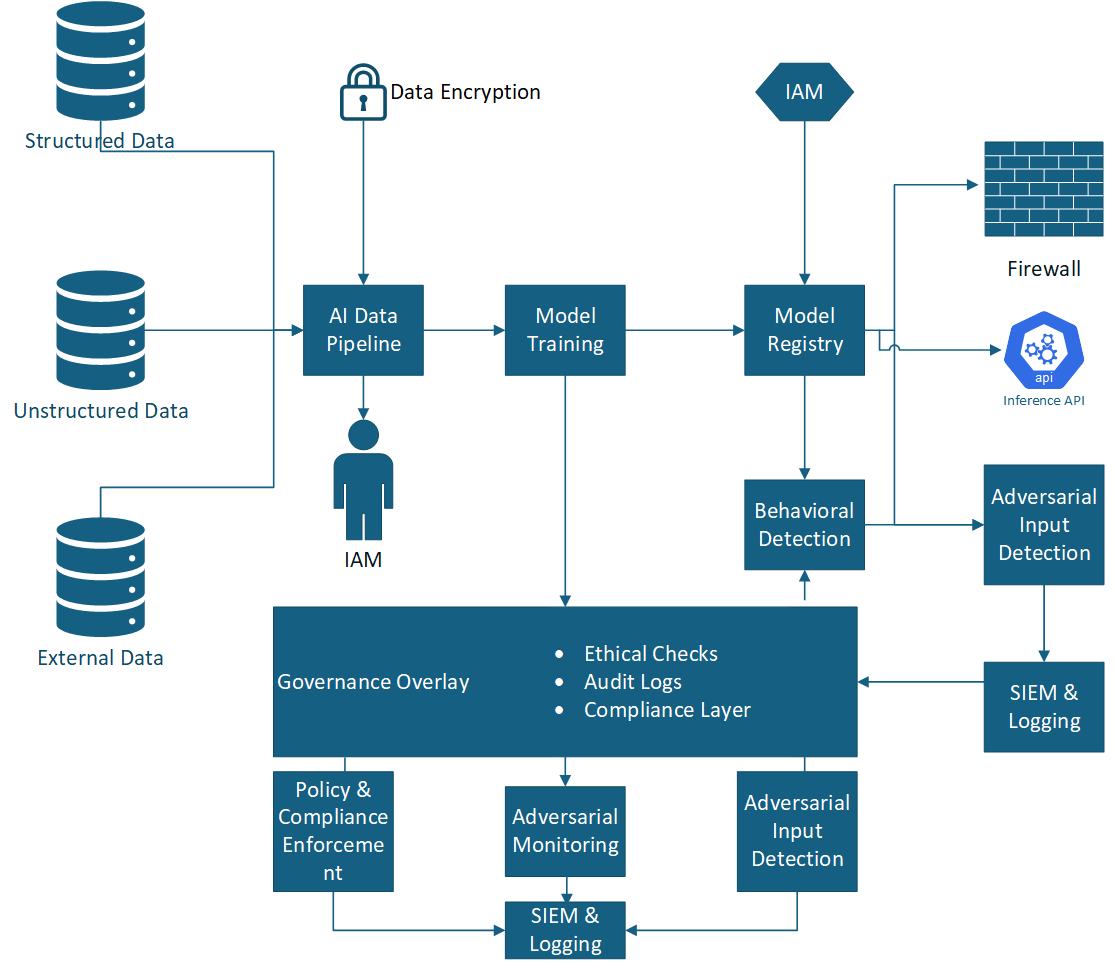 Structured Data
Data Encryption
IAM
Firewall
AI Data
Pipeline
Model
Training
Model
Registry
api
Inference API
Unstructured Data
IAM
Behavioral
Detection
Adversarial
Input
Detection
External Data
Governance Overlay
• Ethical Checks
• Audit Logs
• Compliance Layer
SIEM &
Logging
Policy &
Compliance
Enforceme
nt
Adversarial
Monitoring
Adversarial
Input
Detection
SIEM &
Logging